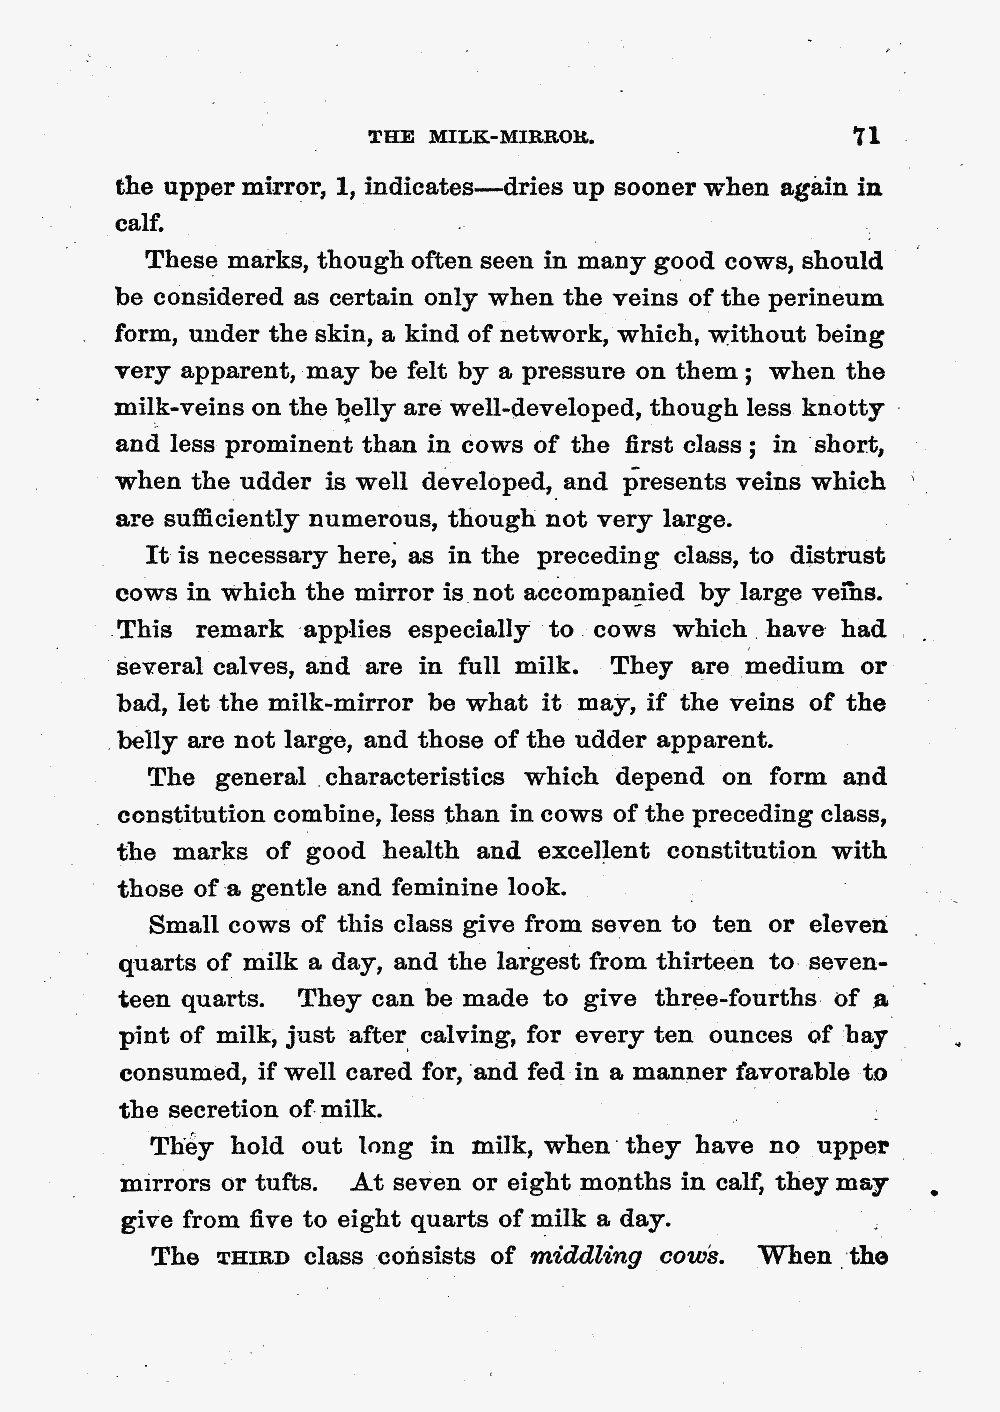 THE MILK-MIRROR. 71
the upper mirror, 1, indicates—dries up sooner when again in
calf.
These marks, though often seen in many good cows, should
be considered as certain only when the veins of the perineum
form, under the skin, a kind of network, which, without being
very apparent, may be felt by a pressure on them; when the
milk-veins on the belly are well-developed, though less knotty
and less prominent than in cows of the first class; in short,
when the udder is well developed, and presents veins which
are sufficiently numerous, though not very large.
It is necessary here, as in the preceding class, to distrust
cows in which the mirror is not accompanied by large veins.
This remark applies especially to cows which have had
several calves, and are in full milk. They are medium or
bad, let the milk-mirror be what it may, if the veins of the
belly are not large, and those of the udder apparent.
The general characteristics which depend on form and
constitution combine, less than in cows of the preceding class,
the marks of good health and excellent constitution with
those of a gentle and feminine look.
Small cows of this class give from seven to ten or eleven
quarts of milk a day, and the largest from thirteen to seven-
teen quarts. They can be made to give three-fourths of a
pint of milk, just after calving, for every ten ounces of hay
consumed, if well cared for, and fed in a manner favorable to
the secretion of milk.
They hold out long in milk, when they have no upper
mirrors or tufts. At seven or eight months in calf, they may
give from five to eight quarts of milk a day.
The THIRD class consists of middling cows. When the